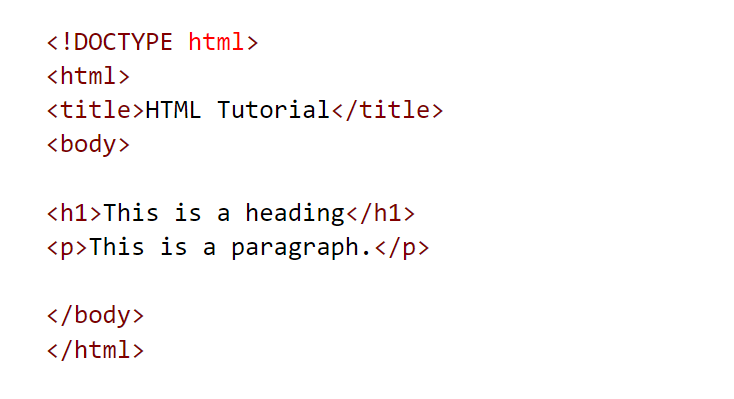 <!DOCTYPE html>
<html>
<title>HTML Tutorial</title>
<body>
<h1>This is a heading</h1>
<p>This is a paragraph.</p>
</body>
</html>